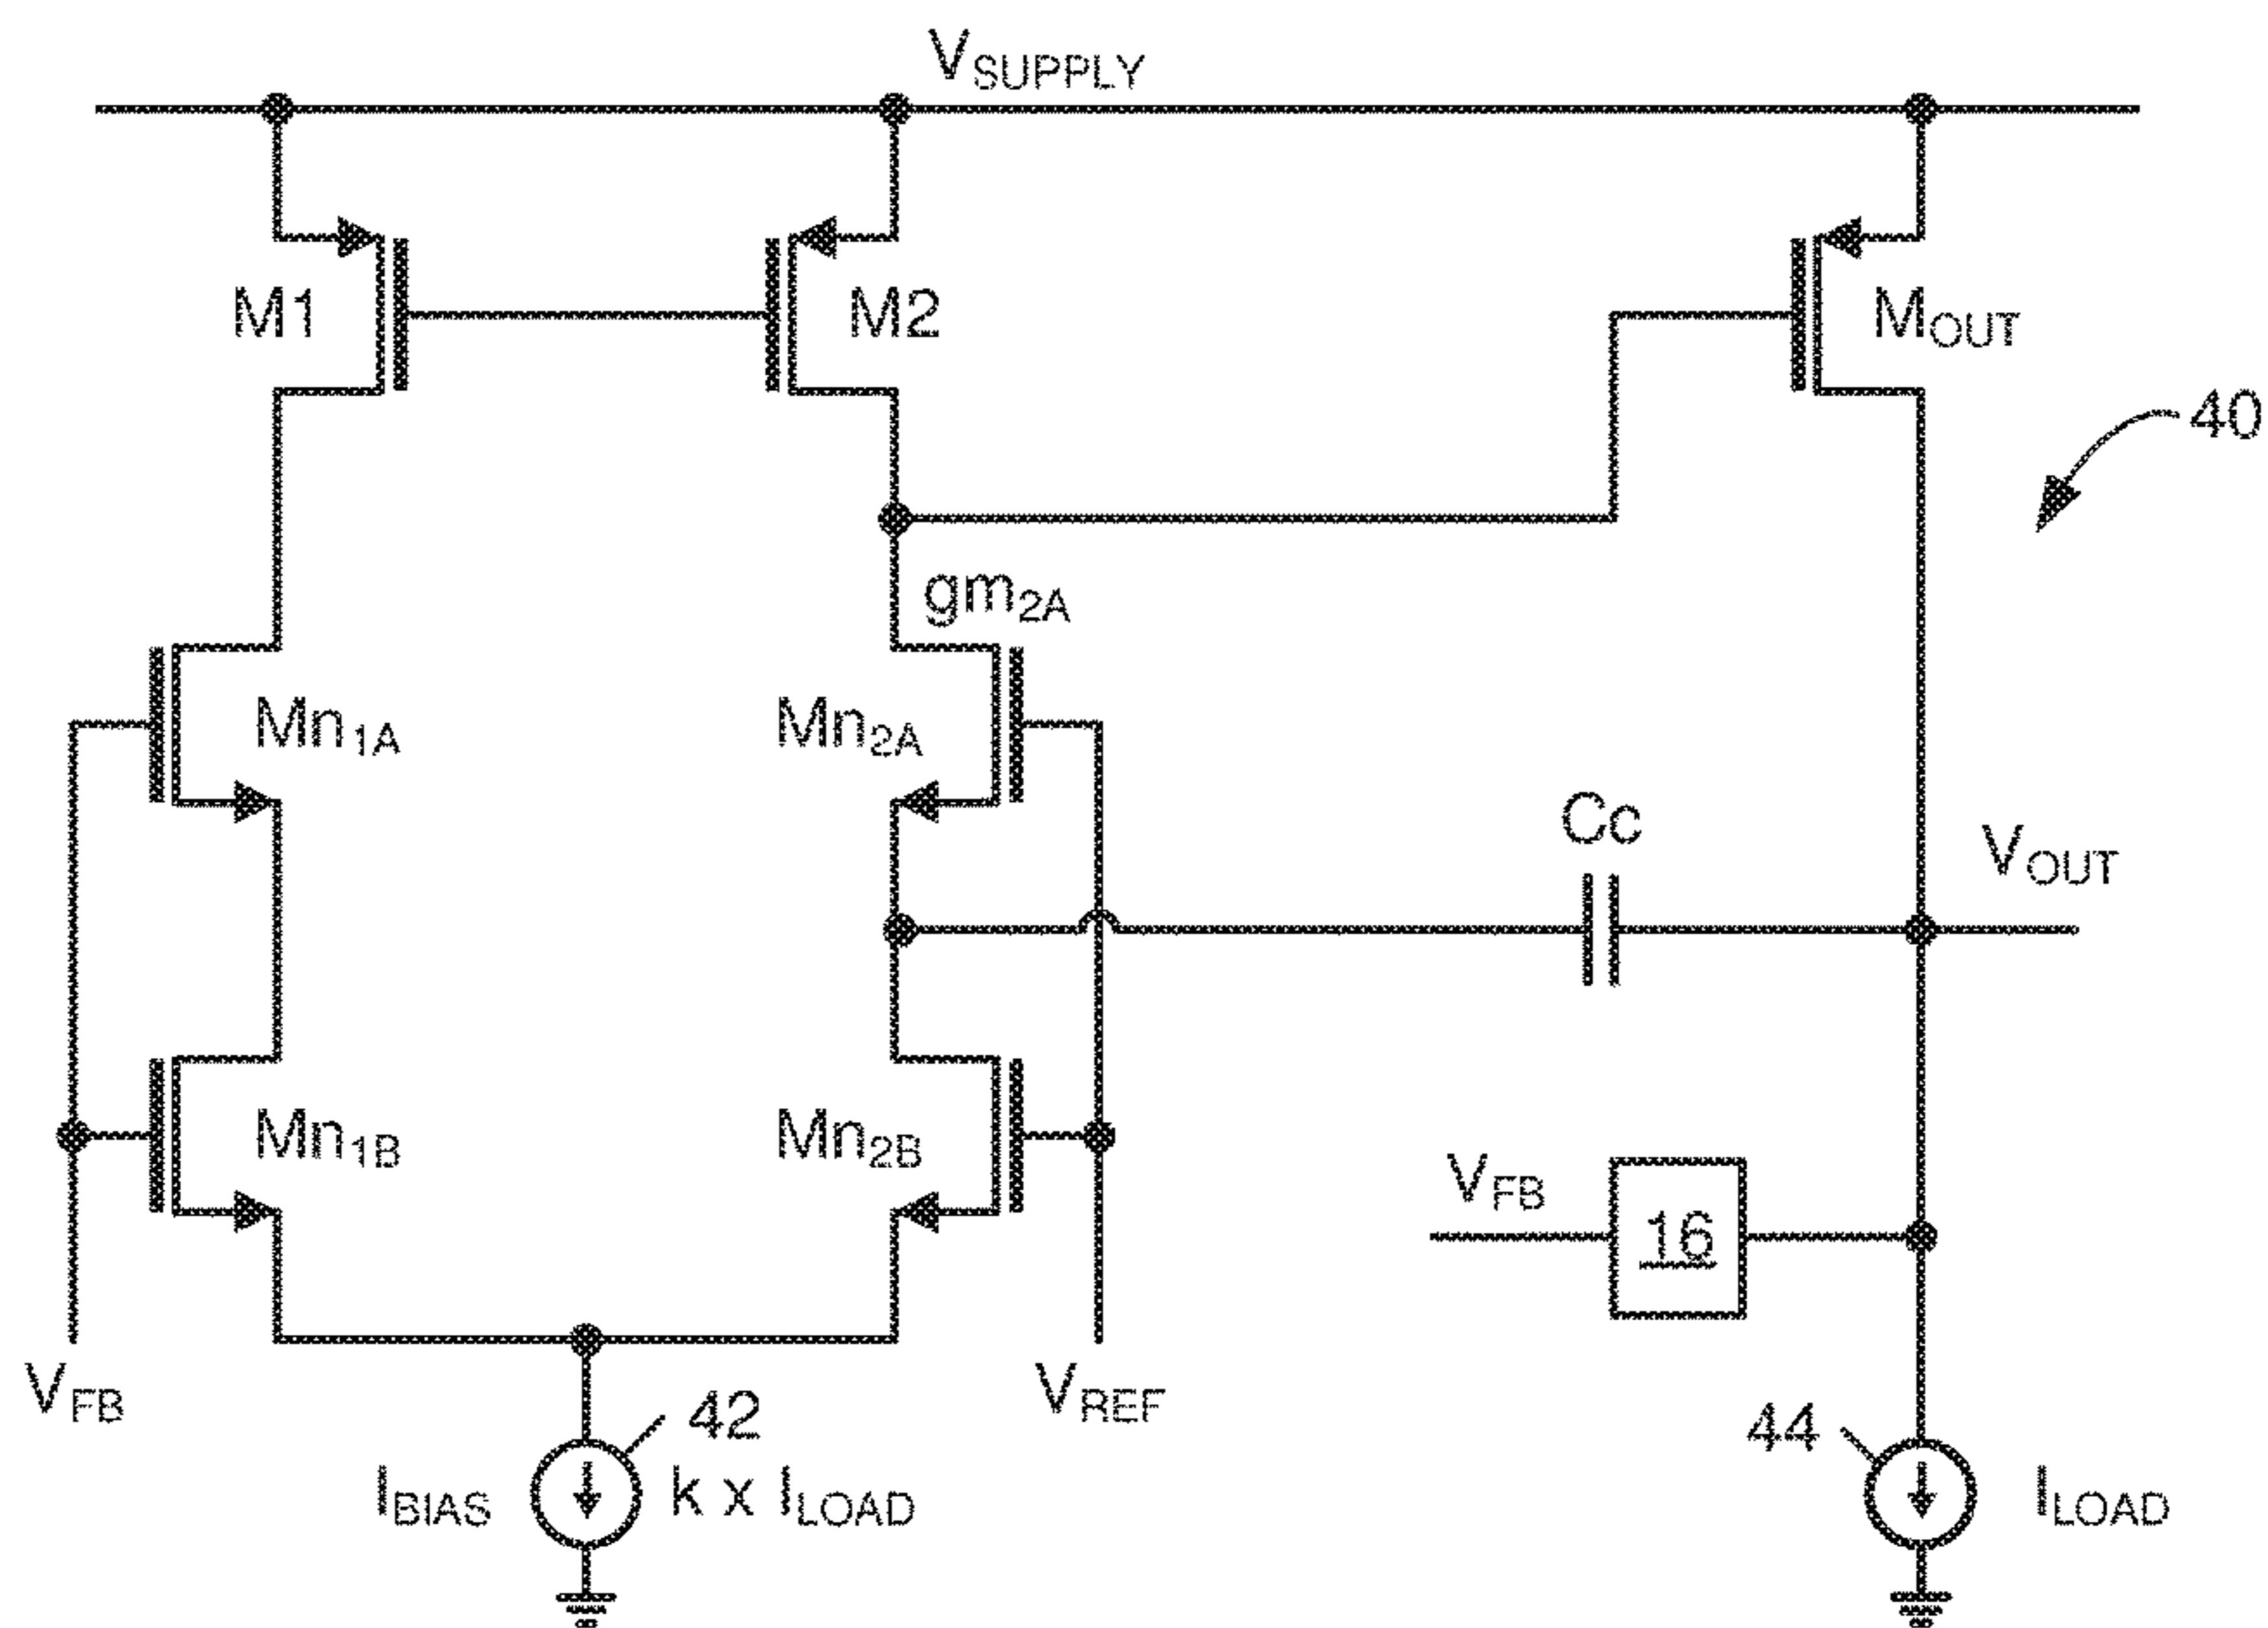 VSUPPLY
M1
M2
MOUT
40
gm2A
Mn1A
Mn2A
Cc
VOUT
Mn1B
Mn2B
VFB
16
VFB
VREF
42
44
IBIAS
k x ILOAD
ILOAD